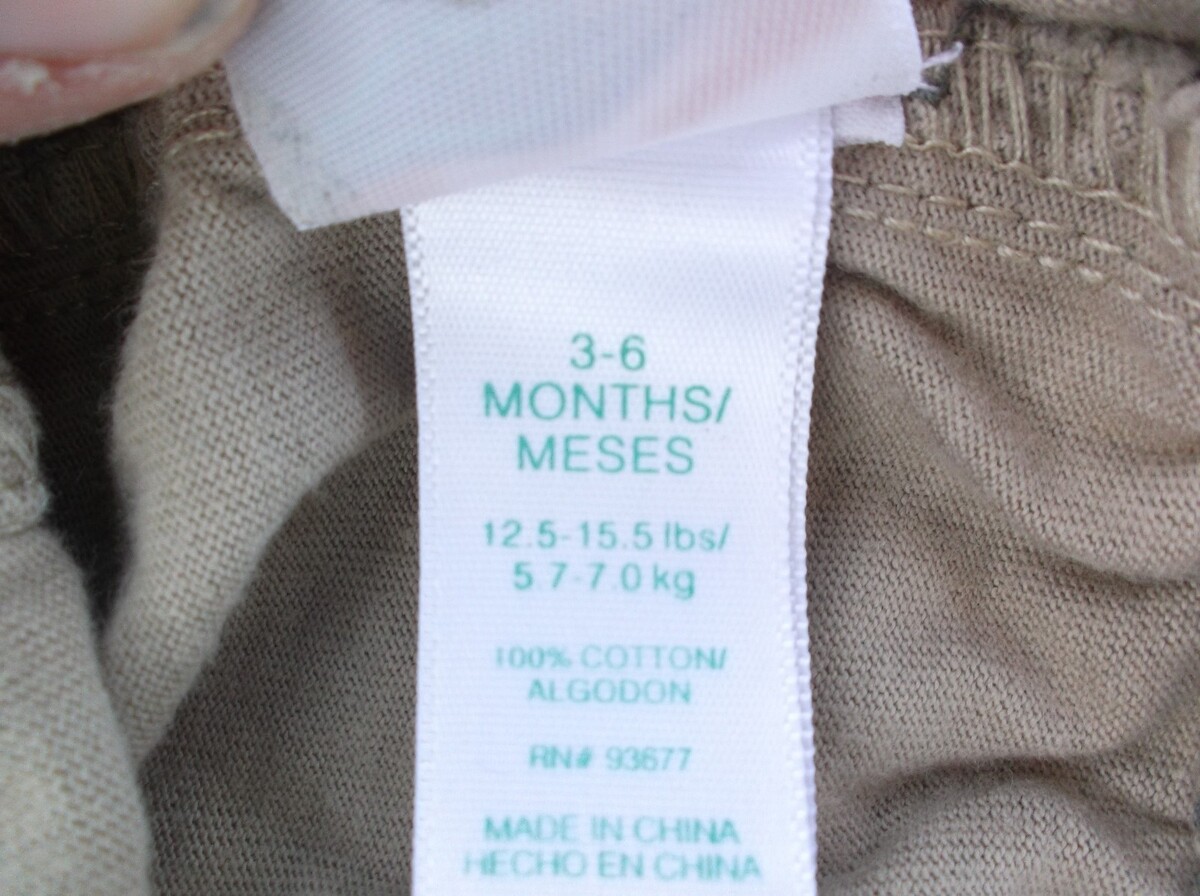 3-6
MONTHS/
MESES
12.5-15.5 lbs/
5.7-7.0 kg
100% COTTON/
ALGODON
RN# 93677
MADE IN CHINA
HECHO EN CHINA